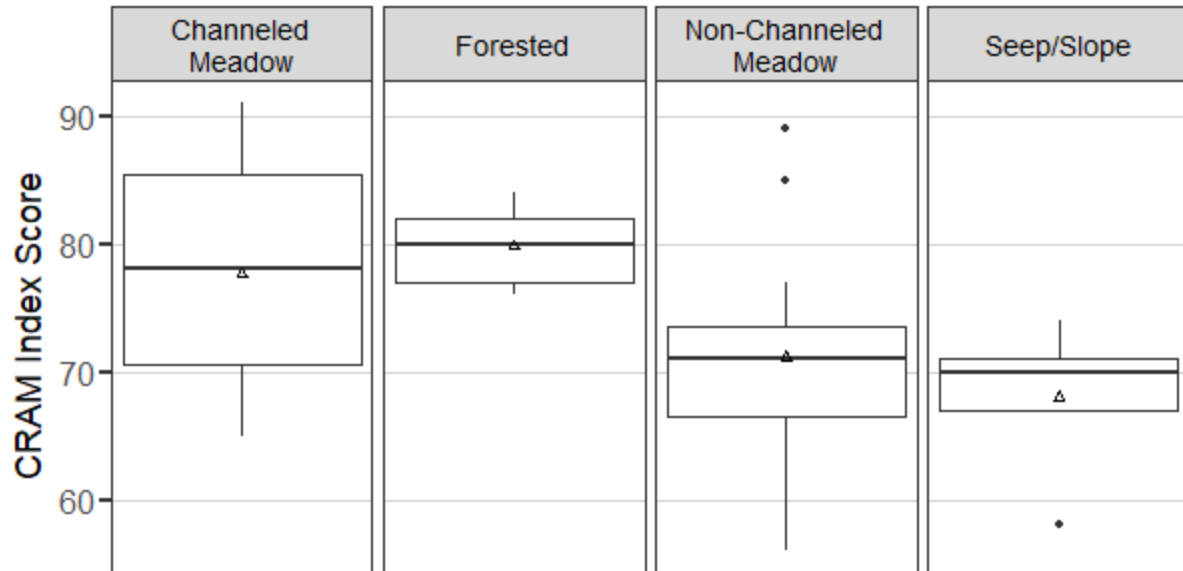 Channeled
Meadow
Forested
Non-Channeled
Meadow
Seep/Slope
CRAM Index Score
90
80
70
60